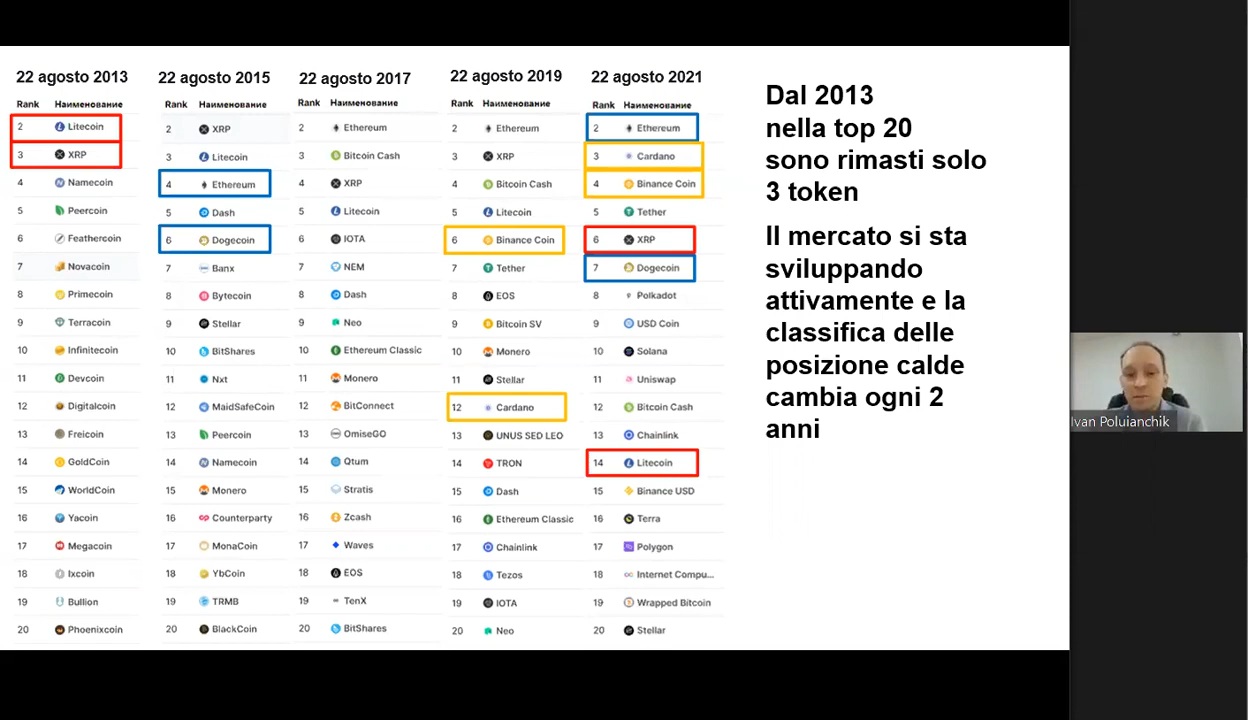 22 agosto 2013
Rank Наименование
2 Litecoin
3 XRP
4 Namecoin
5 Peercoin
6 Feathercoin
7 Novacoin
8 Primecoin
9 Terracoin
10 Infinitecoin
11 Devcoin
12 Digitalcoin
13 Freicoin
14 GoldCoin
15 WorldCoin
16 Yacoin
17 Megacoin
18 Ixcoin
19 Bullion
20 Phoenixcoin
22 agosto 2015
Rank Наименование
2 XRP
3 Litecoin
4 Ethereum
5 Dash
6 Dogecoin
7 Banx
8 Bytecoin
9 Stellar
10 BitShares
11 Nxt
12 MaidSafeCoin
13 Peercoin
14 Namecoin
15 Monero
16 Counterparty
17 MonaCoin
18 YbCoin
19 TRMB
20 BlackCoin
22 agosto 2017
Rank Наименование
2 Ethereum
3 Bitcoin Cash
4 XRP
5 Litecoin
6 IOTA
7 NEM
8 Dash
9 Neo
10 Ethereum Classic
11 Monero
12 BitConnect
13 OmiseGO
14 Qtum
15 Stratis
16 Zcash
17 Waves
18 EOS
19 TenX
20 BitShares
22 agosto 2019
Rank Наименование
2 Ethereum
3 XRP
4 Bitcoin Cash
5 Litecoin
6 Binance Coin
7 Tether
8 EOS
9 Bitcoin SV
10 Monero
11 Stellar
12 Cardano
13 UNUS SED LEO
14 TRON
15 Dash
16 Ethereum Classic
17 Chainlink
18 Tezos
19 IOTA
20 Neo
22 agosto 2021
Rank Наименование
2 Ethereum
3 Cardano
4 Binance Coin
5 Tether
6 XRP
7 Dogecoin
8 Polkadot
9 USD Coin
10 Solana
11 Uniswap
12 Bitcoin Cash
13 Chainlink
14 Litecoin
15 Binance USD
16 Terra
17 Polygon
18 Internet Compu...
19 Wrapped Bitcoin
20 Stellar
Dal 2013
nella top 20
sono rimasti solo
3 token
Il mercato si sta
sviluppando
attivamente e la
classifica delle
posizione calde
cambia ogni 2
anni
Ivan Poluianchik